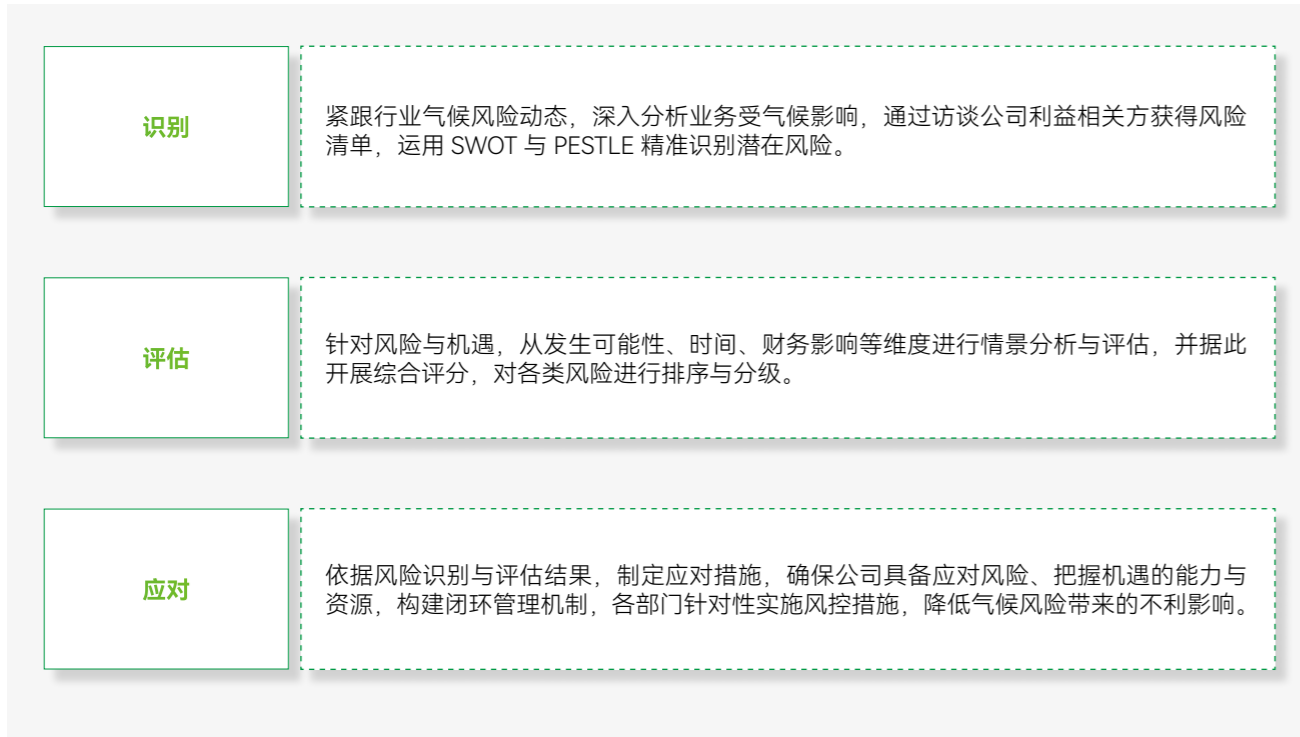 识别
紧跟行业气候风险动态，深入分析业务受气候影响，通过访谈公司利益相关方获得风险
清单，运用 SWOT 与 PESTLE 精准识别潜在风险。
评估
针对风险与机遇，从发生可能性、时间、财务影响等维度进行情景分析与评估，并据此
开展综合评分，对各类风险进行排序与分级。
应对
依据风险识别与评估结果，制定应对措施，确保公司具备应对风险、把握机遇的能力与
资源，构建闭环管理机制，各部门针对性实施风控措施，降低气候风险带来的不利影响。